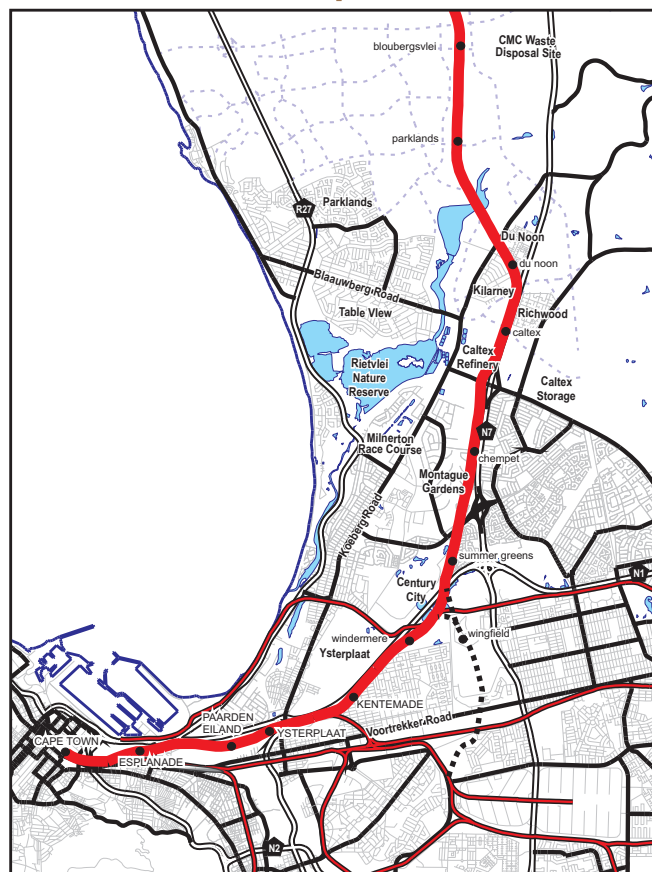 bloubergsvlei
CMC Waste
Disposal Site
parklands
Parklands
R27
Du Noon
du noon
Blaauwberg Road
Kilarney
Table View
Richwood
caltex
Caltex
Refinery
Rietvlei
Nature
Reserve
Caltex
Storage
N7
Milnerton
Race Course
chempet
Montague
Gardens
Koeberg Road
summer greens
N1
Century
City
windermere
wingfield
Ysterplaat
KENTEMADE
PAARDEN
EILAND
Voortrekker Road
YSTERPLAAT
CAPE TOWN
ESPLANADE
N2